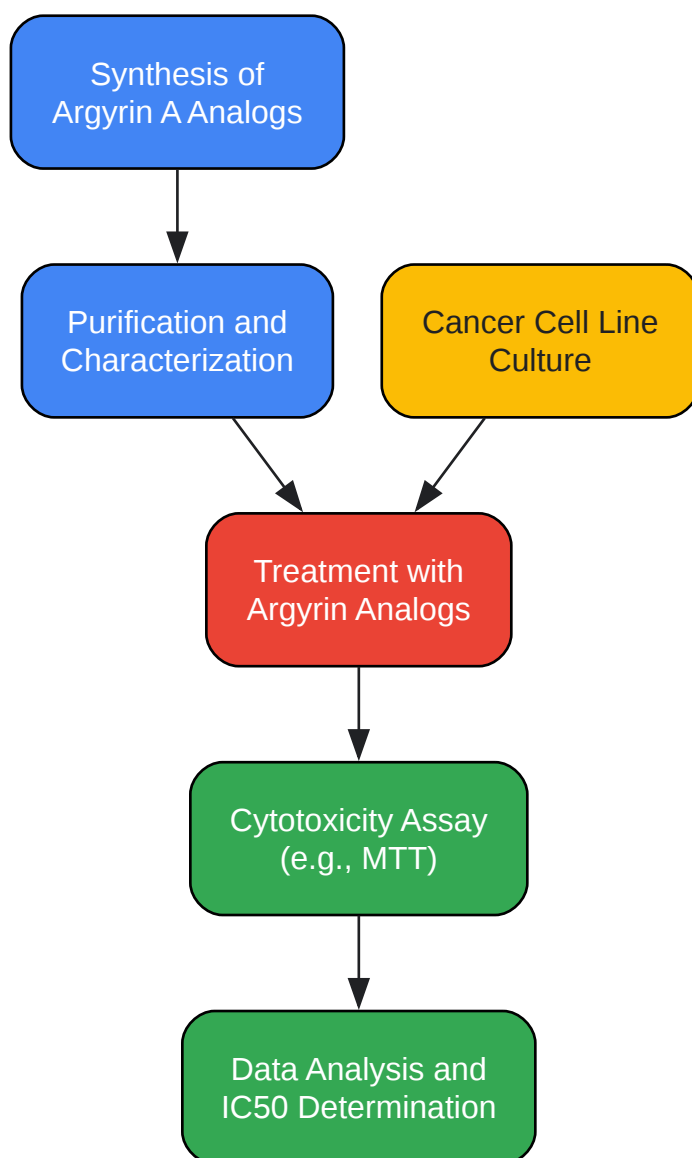 Synthesis of
Argyrin A Analogs
Purification and
Characterization
Cancer Cell Line
Culture
Treatment with
Argyrin Analogs
Cytotoxicity Assay
(e.g., MTT)
Data Analysis and
IC50 Determination